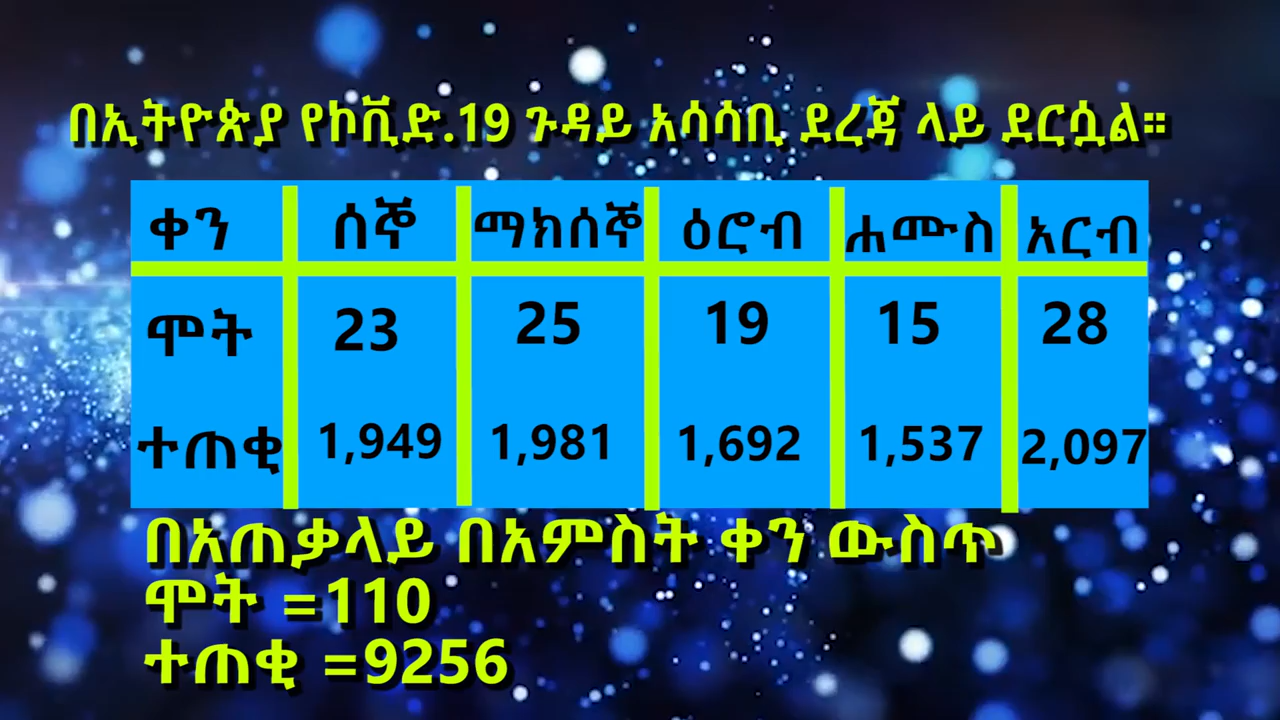 በኢትዮጵያ የኮቪድ.19 ጉዳይ አሳሳቢ ደረጃ ላይ ደርሷል።
ቀን ሰኞ ማክሰኞ ዕሮብ ሐሙስ አርብ
ሞት 23 25 19 15 28
ተጠቂ 1,949 1,981 1,692 1,537 2,097
በአጠቃላይ በአምስት ቀን ውስጥ
ሞት =110
ተጠቂ =9256